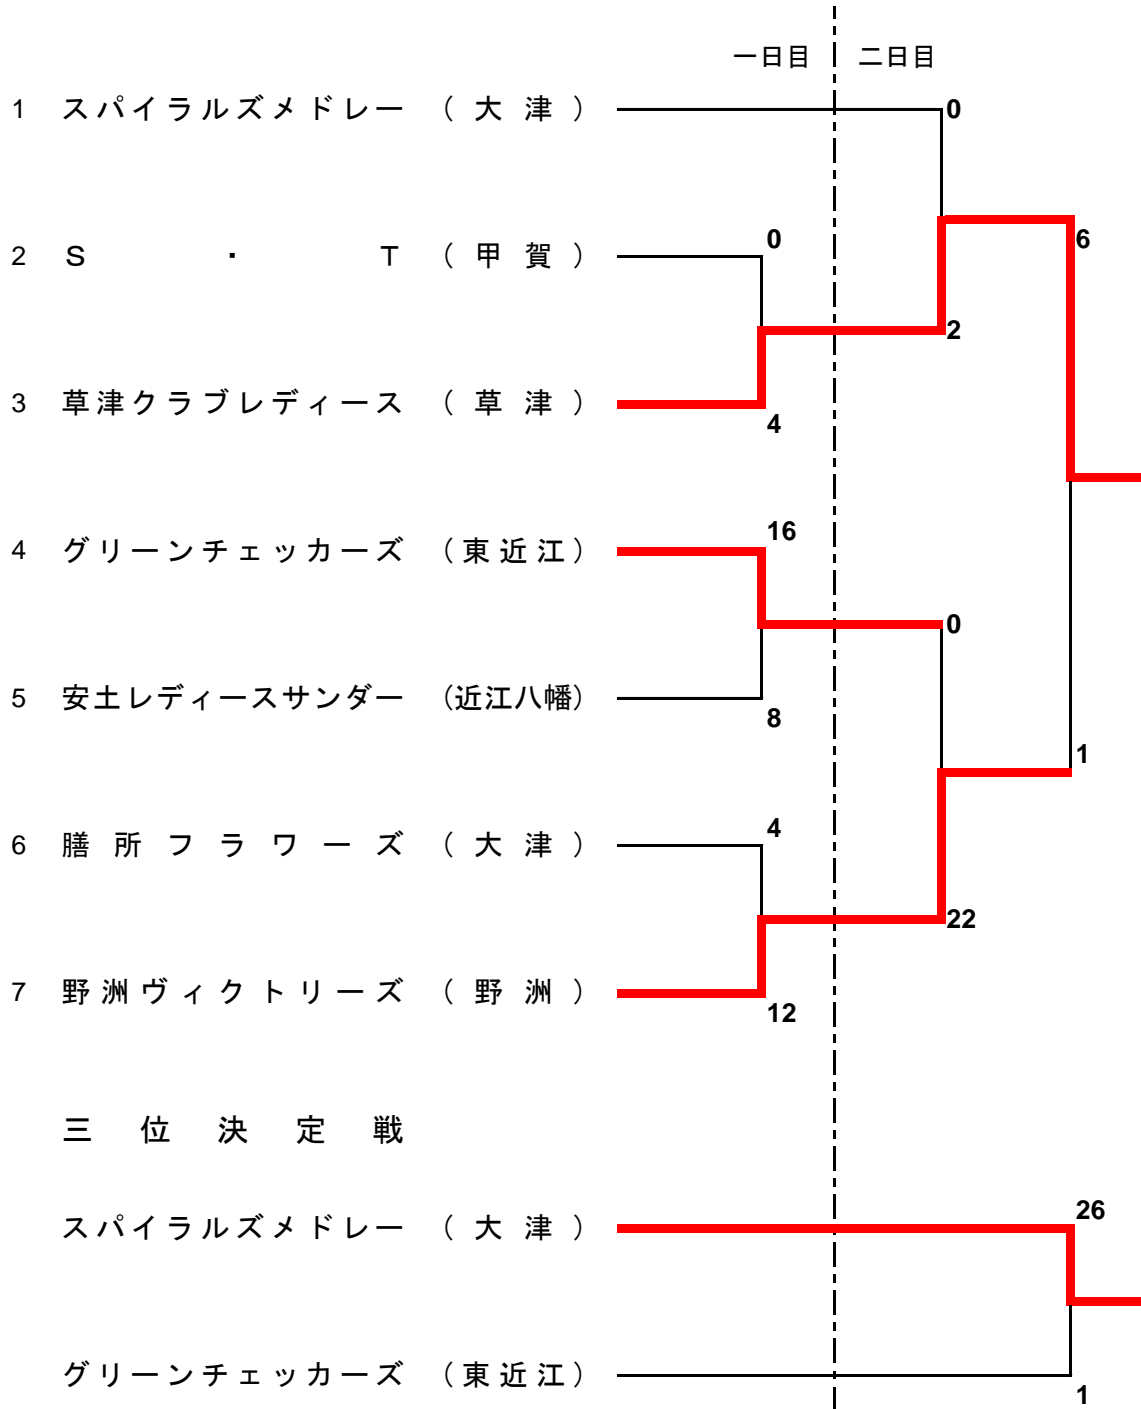 一日目 二日目
1 スパイラルズメドレー （大津） 0
2 Ｓ・Ｔ （甲賀） 0 6
2
3 草津クラブレディース （草津） 4
4 グリーンチェッカーズ （東近江） 16
0
5 安土レディースサンダー （近江八幡） 8
1
6 膳所フラワーズ （大津） 4
22
7 野洲ヴィクトリーズ （野洲） 12
三位決定戦
スパイラルズメドレー （大津） 26
グリーンチェッカーズ （東近江） 1